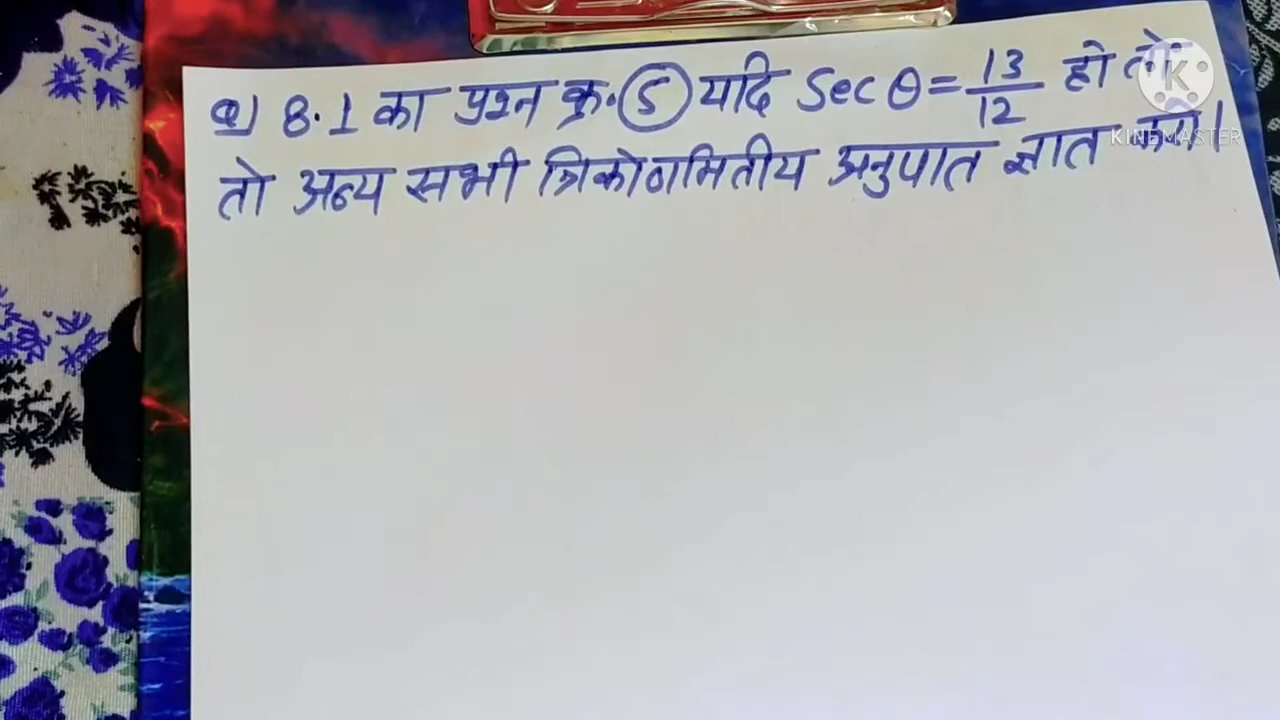 Q) 8.1 का प्रश्न क्र. (5) यदि Sec θ = 13/12 हो तो
तो अन्य सभी त्रिकोणमितीय अनुपात ज्ञात करो।
K
KINEMASTER